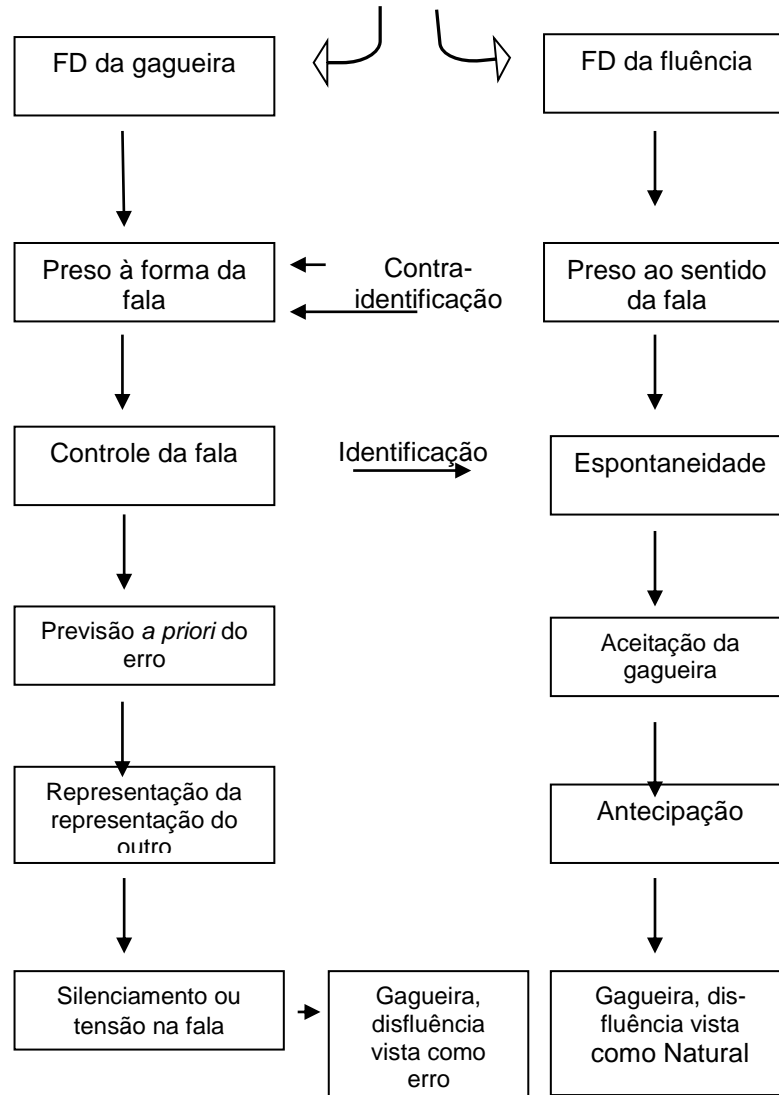 FD da gagueira
FD da fluência
Preso à forma da
fala
Contra-
identificação
Preso ao sentido
da fala
Controle da fala
Identificação
Espontaneidade
Previsão a priori do
erro
Aceitação da
gagueira
Representação da
representação do
outro
Antecipação
Silenciamento ou
tensão na fala
Gagueira,
disfluência
vista como
erro
Gagueira, dis-
fluência vista
como Natural